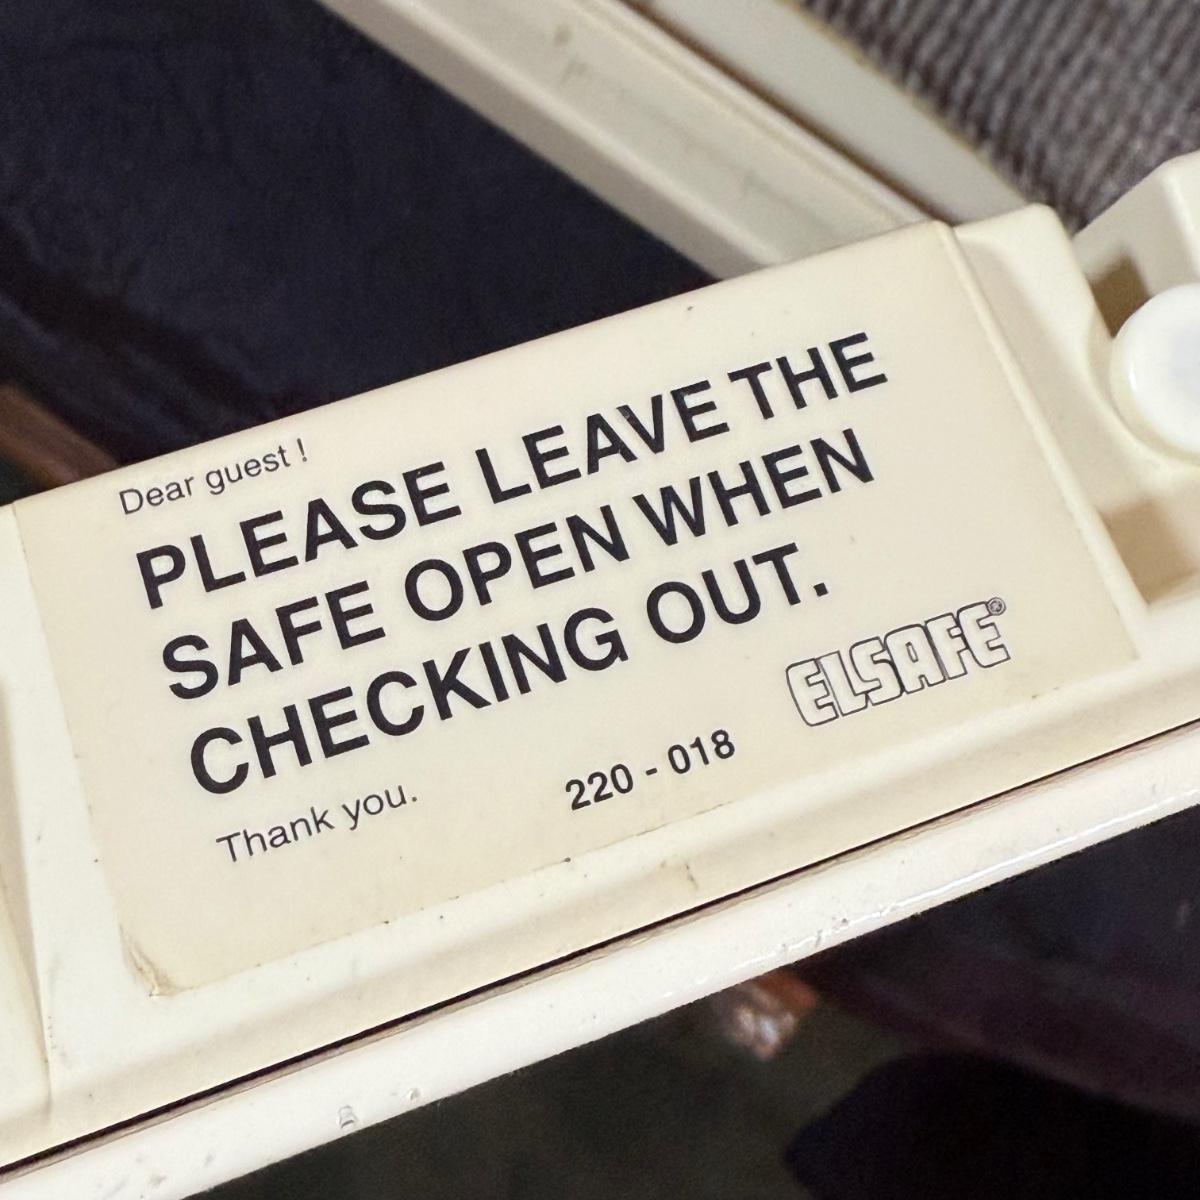 Dear guest !
PLEASE LEAVE THE
SAFE OPEN WHEN
CHECKING OUT.
Thank you.
220 - 018
ELSAFE®